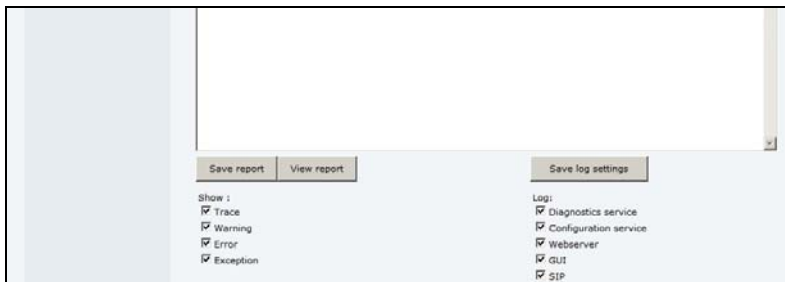 Save report View report Save log settings
Show : Log:
Trace Diagnostics service
Warning Configuration service
Error Webserver
Exception GUI
SIP